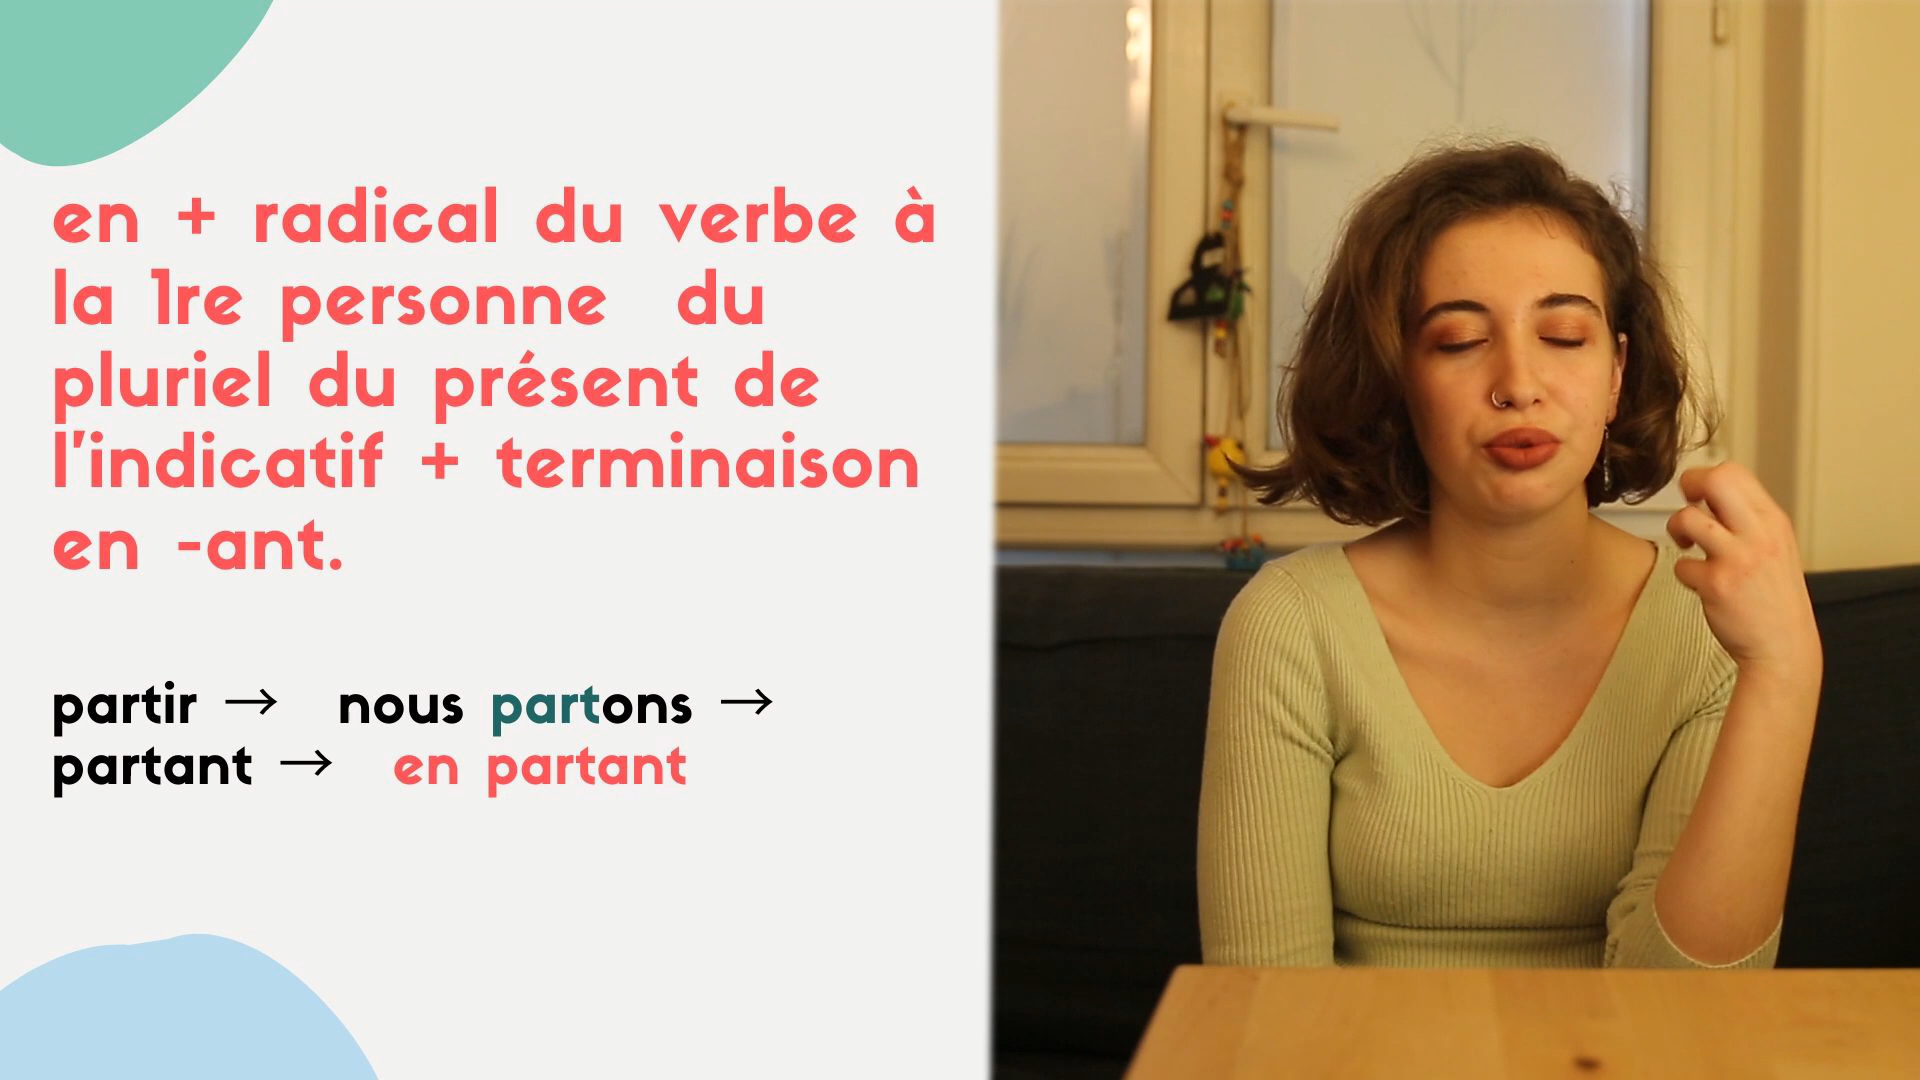 en + radical du verbe à
la 1re personne du
pluriel du présent de
l'indicatif + terminaison
en -ant.
partir → nous partons →
partant → en partant